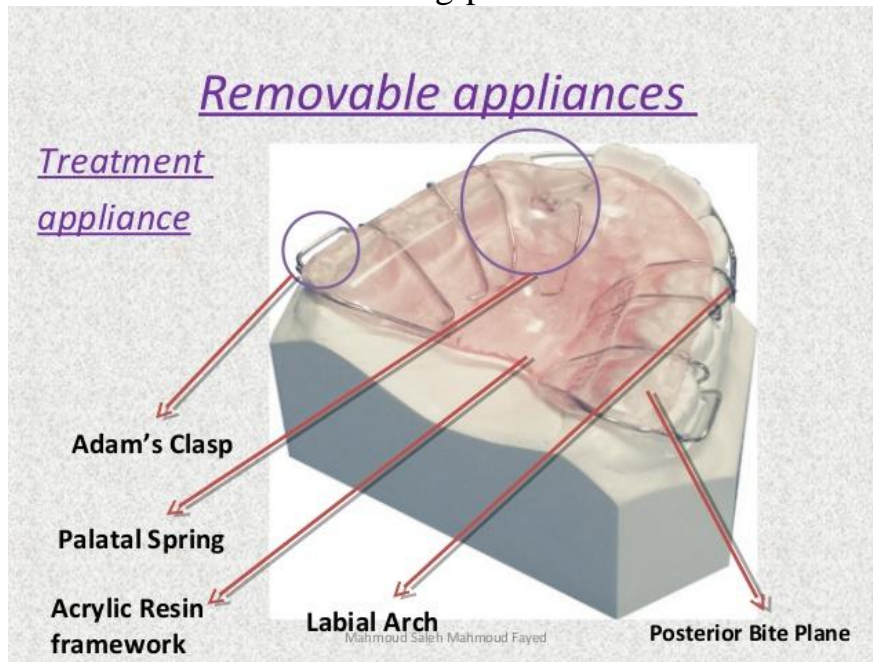 Removable appliances
Treatment
appliance
Adam's Clasp
Palatal Spring
Acrylic Resin
framework
Labial Arch
Mahmoud Saleh Mahmoud Fayed
Posterior Bite Plane